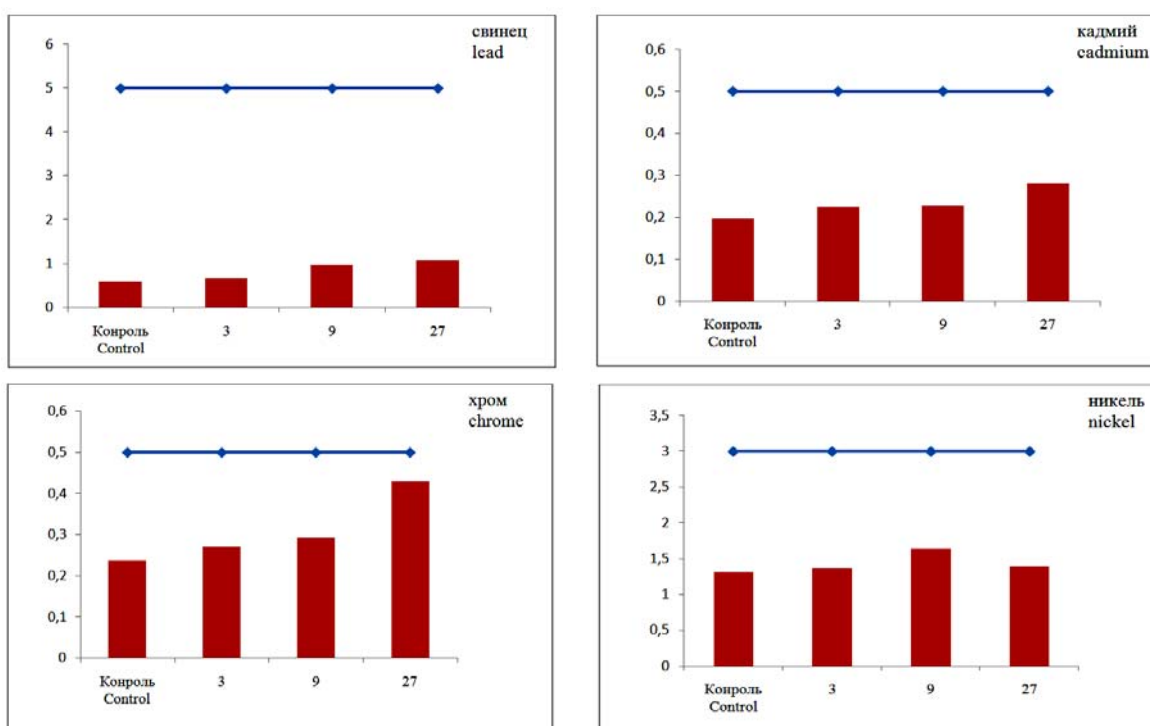 свинец
lead
6
5
4
3
2
1
0
Конроль
Control
3
9
27
кадмий
cadmium
0,6
0,5
0,4
0,3
0,2
0,1
0
Конроль
Control
3
9
27
хром
chrome
0,6
0,5
0,4
0,3
0,2
0,1
0
Конроль
Control
3
9
27
никель
nickel
3,5
3
2,5
2
1,5
1
0,5
0
Конроль
Control
3
9
27